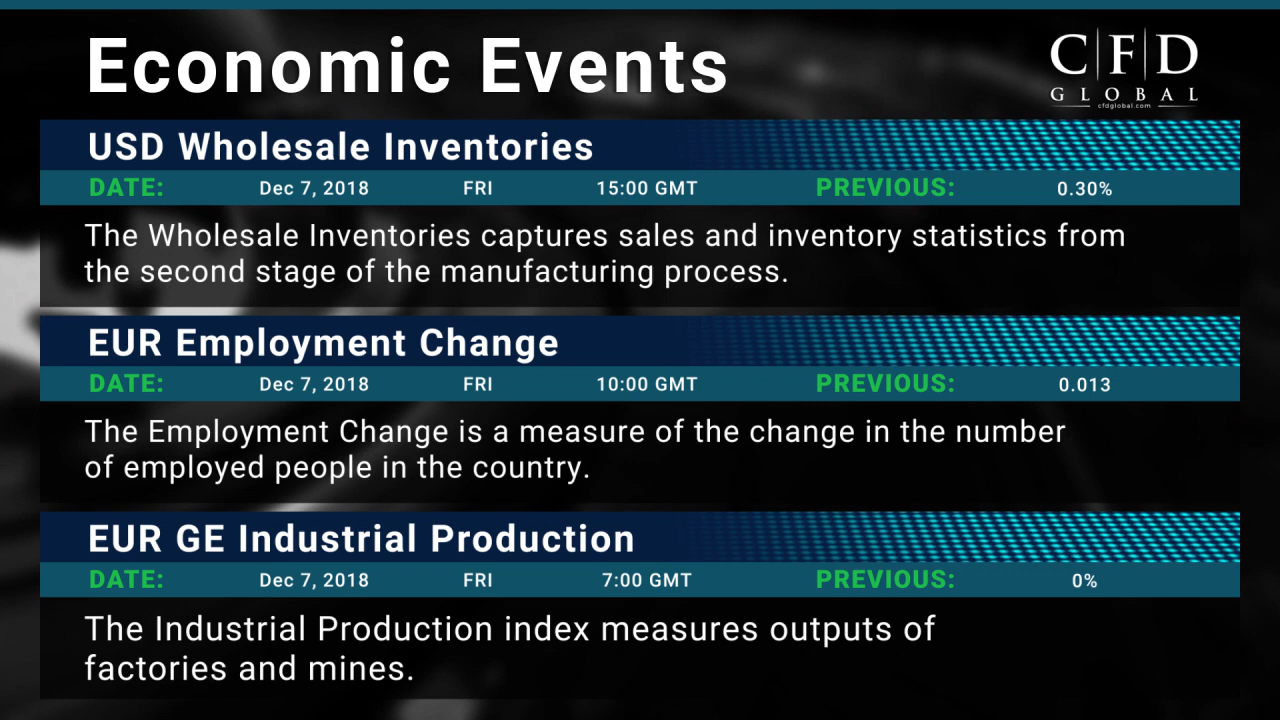 Economic Events
C|F|D
GLOBAL
cfdglobal.com
USD Wholesale Inventories
DATE: Dec 7, 2018 FRI 15:00 GMT PREVIOUS: 0.30%
The Wholesale Inventories captures sales and inventory statistics from
the second stage of the manufacturing process.
EUR Employment Change
DATE: Dec 7, 2018 FRI 10:00 GMT PREVIOUS: 0.013
The Employment Change is a measure of the change in the number
of employed people in the country.
EUR GE Industrial Production
DATE: Dec 7, 2018 FRI 7:00 GMT PREVIOUS: 0%
The Industrial Production index measures outputs of
factories and mines.